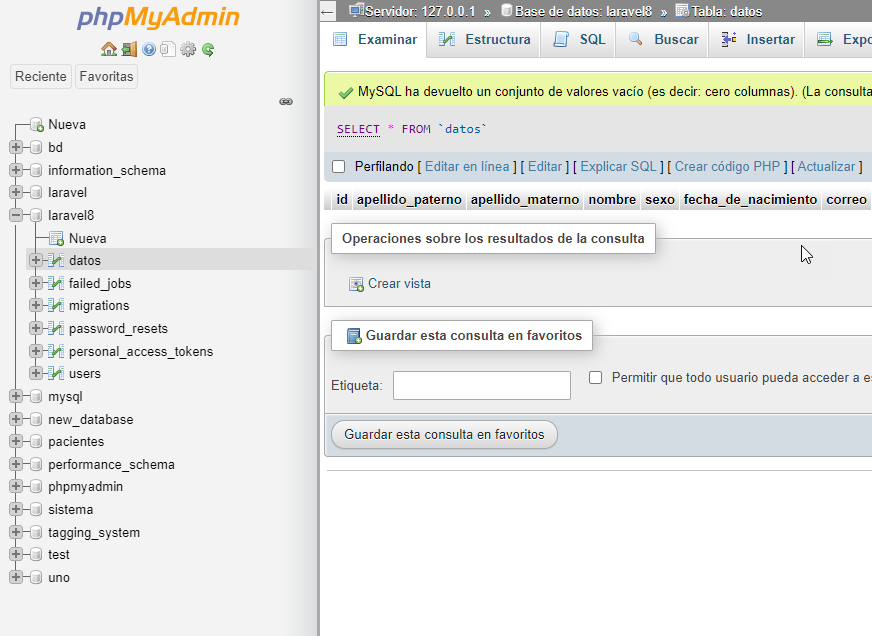 phpMyAdmin
Reciente Favoritas
Nueva
bd
information_schema
laravel
laravel8
Nueva
datos
failed_jobs
migrations
password_resets
personal_access_tokens
users
mysql
new_database
pacientes
performance_schema
phpmyadmin
sistema
tagging_system
test
uno
Servidor: 127.0.0.1 » Base de datos: laravel8 » Tabla: datos
Examinar Estructura SQL Buscar Insertar Expo
MySQL ha devuelto un conjunto de valores vacío (es decir: cero columnas). (La consulta
SELECT * FROM `datos`
Perfilando [ Editar en línea ] [ Editar ] [ Explicar SQL ] [ Crear código PHP ] [ Actualizar ]
id apellido_paterno apellido_materno nombre sexo fecha_de_nacimiento correo
Operaciones sobre los resultados de la consulta
Crear vista
Guardar esta consulta en favoritos
Etiqueta: Permitir que todo usuario pueda acceder a es
Guardar esta consulta en favoritos